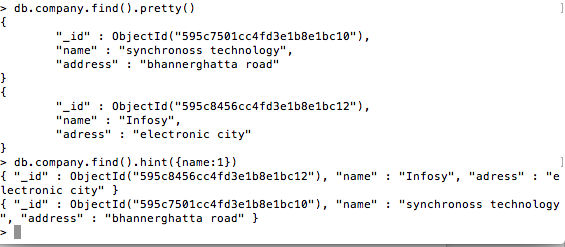 > db.company.find().pretty()
{
        "_id" : ObjectId("595c7501cc4fd3e1b8e1bc10"),
        "name" : "synchronoss technology",
        "address" : "bhannerghatta road"
}
{
        "_id" : ObjectId("595c8456cc4fd3e1b8e1bc12"),
        "name" : "Infosy",
        "adress" : "electronic city"
}
> db.company.find().hint({name:1})
{ "_id" : ObjectId("595c8456cc4fd3e1b8e1bc12"), "name" : "Infosy", "adress" : "e
lectronic city" }
{ "_id" : ObjectId("595c7501cc4fd3e1b8e1bc10"), "name" : "synchronoss technology
", "address" : "bhannerghatta road" }
>